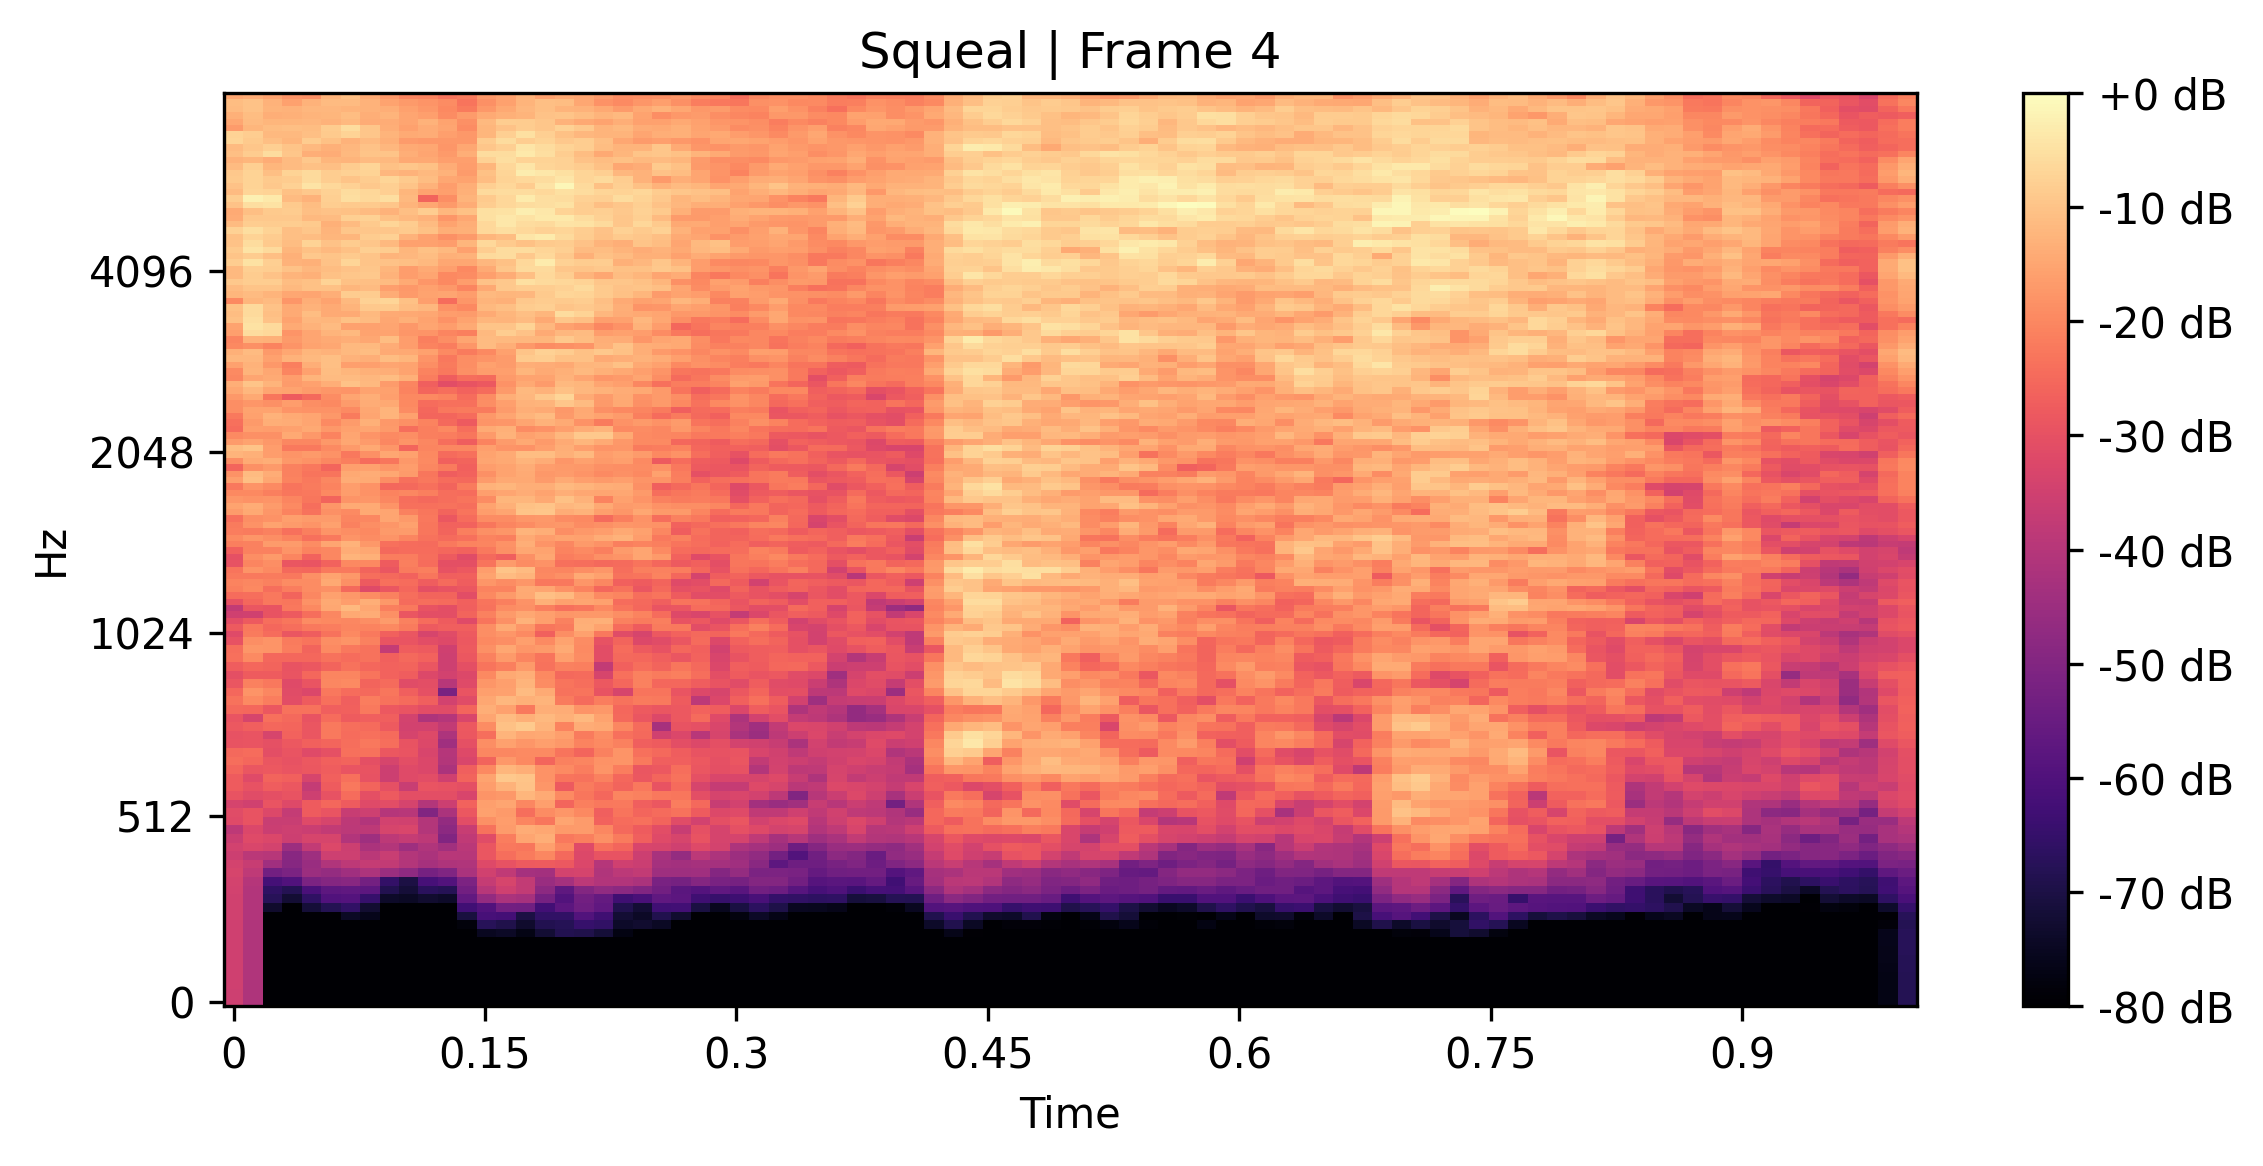 Squeal | Frame 4
+0 dB
-10 dB
-20 dB
-30 dB
-40 dB
-50 dB
-60 dB
-70 dB
-80 dB
Hz
4096
2048
1024
512
0
0 0.15 0.3 0.45 0.6 0.75 0.9
Time